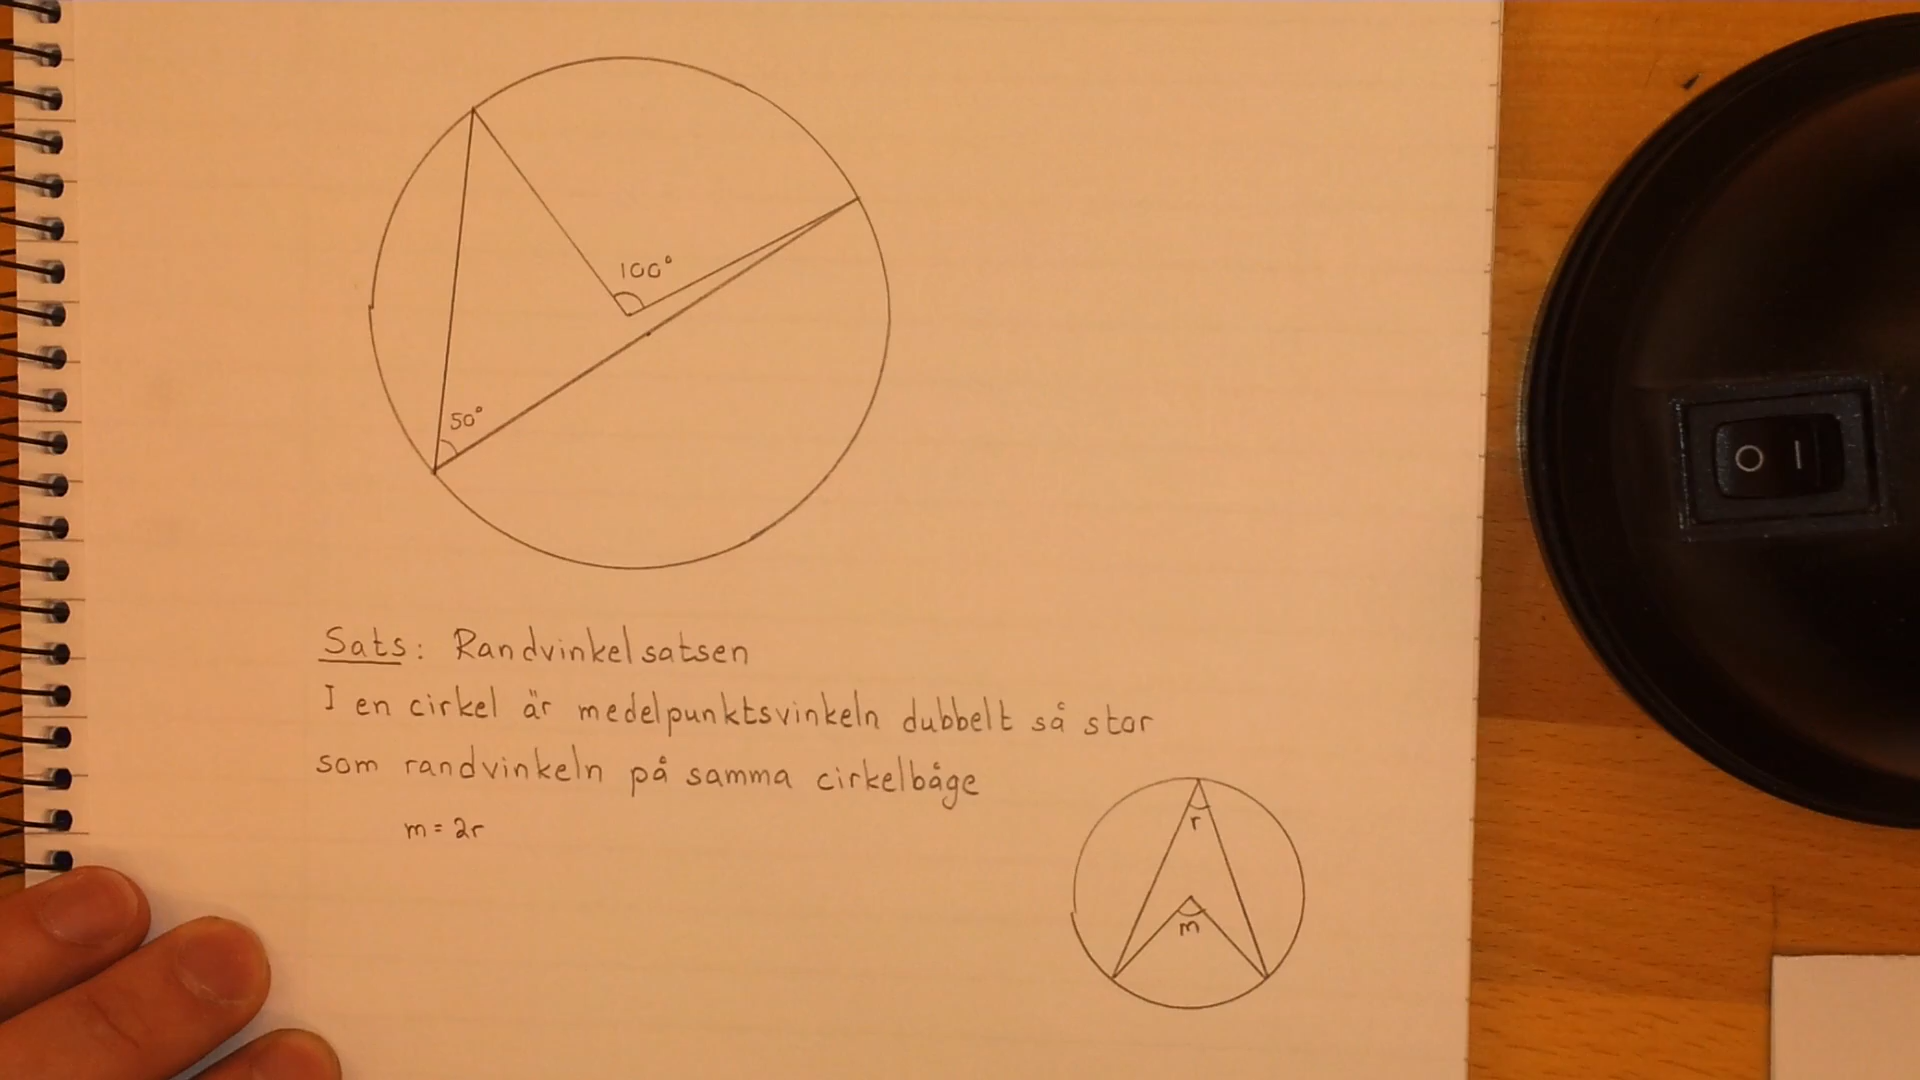 100°
50°
Sats: Randvinkelsatsen
I en cirkel är medelpunktsvinkeln dubbelt så stor
som randvinkeln på samma cirkelbåge
m = 2r
r
m
O I